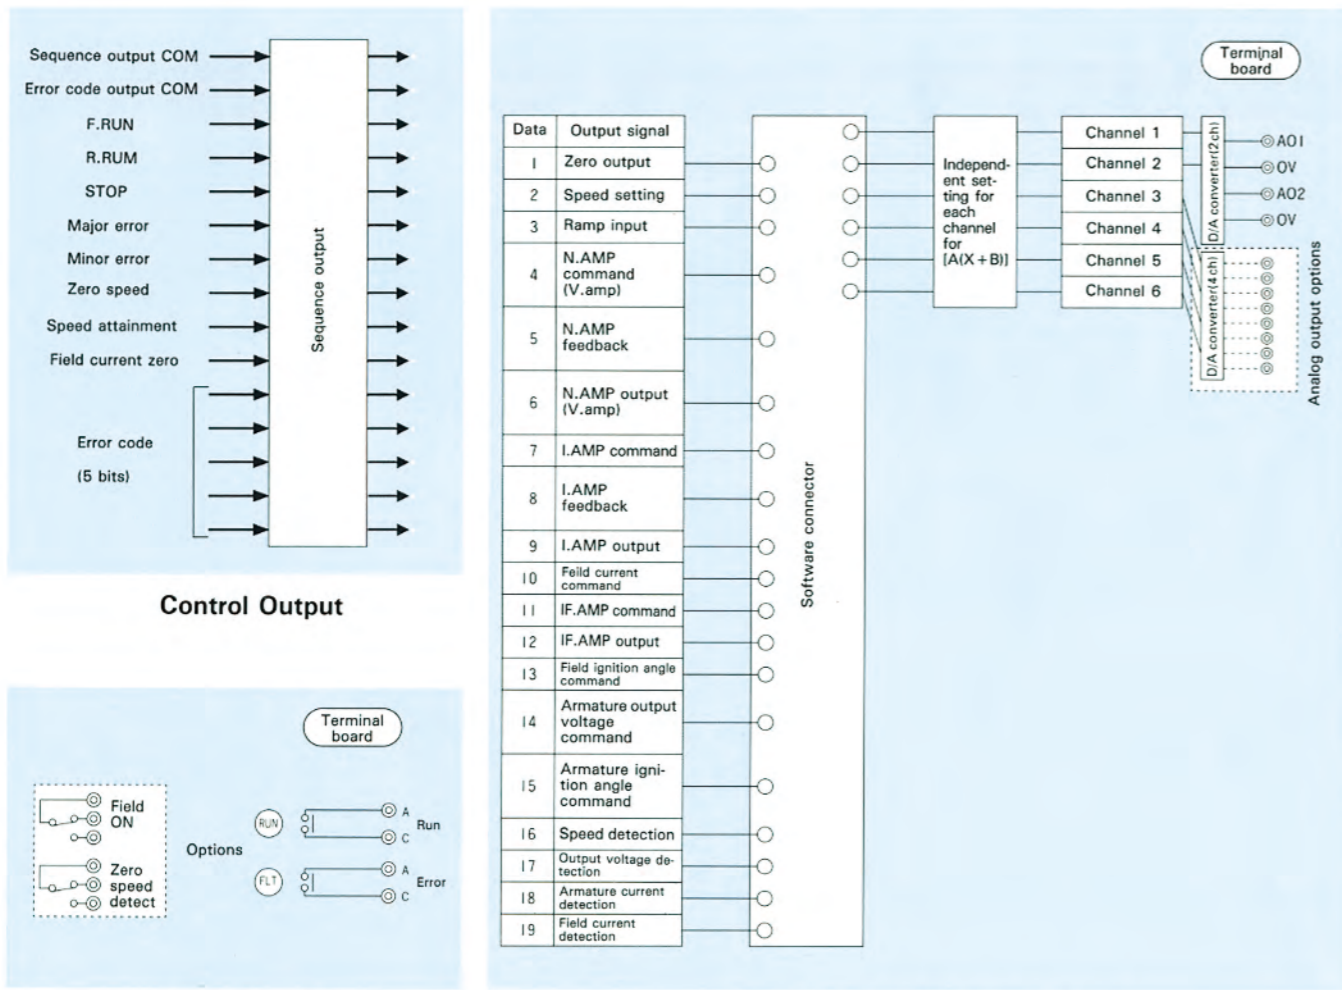 Sequence output COM
Error code output COM
F.RUN
R.RUM
STOP
Major error
Minor error
Zero speed
Speed attainment
Field current zero
Error code
(5 bits)
Sequence output
Control Output
Terminal
board
Field
ON
Zero
speed
detect
Options
RUN
A
C
Run
FLT
A
C
Error
Terminal
board
Data Output signal
1 Zero output
2 Speed setting
3 Ramp input
4 N.AMP
command
(V.amp)
5 N.AMP
feedback
6 N.AMP output
(V.amp)
7 I.AMP command
8 I.AMP
feedback
9 I.AMP output
10 Feild current
command
11 IF.AMP command
12 IF.AMP output
13 Field ignition angle
command
14 Armature output
voltage
command
15 Armature igni-
tion angle
command
16 Speed detection
17 Output voltage de-
tection
18 Armature current
detection
19 Field current
detection
Software connector
Independ-
ent set-
ting for
each
channel
for
[A(X+B)]
Channel 1
Channel 2
Channel 3
Channel 4
Channel 5
Channel 6
D/A converter(2ch)
D/A converter(4ch)
AO1
OV
AO2
OV
Analog output options